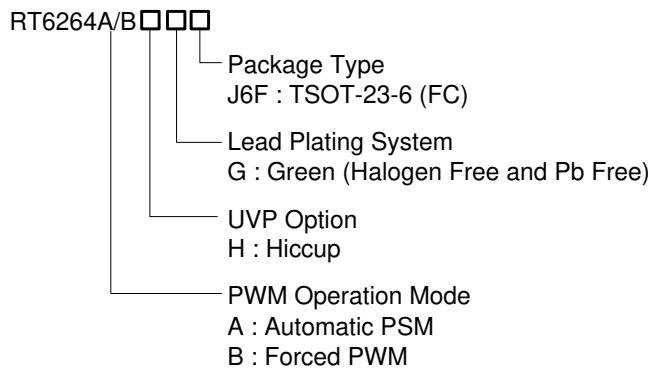 RT6264A/B□□□
Package Type
J6F : TSOT-23-6 (FC)
Lead Plating System
G : Green (Halogen Free and Pb Free)
UVP Option
H : Hiccup
PWM Operation Mode
A : Automatic PSM
B : Forced PWM